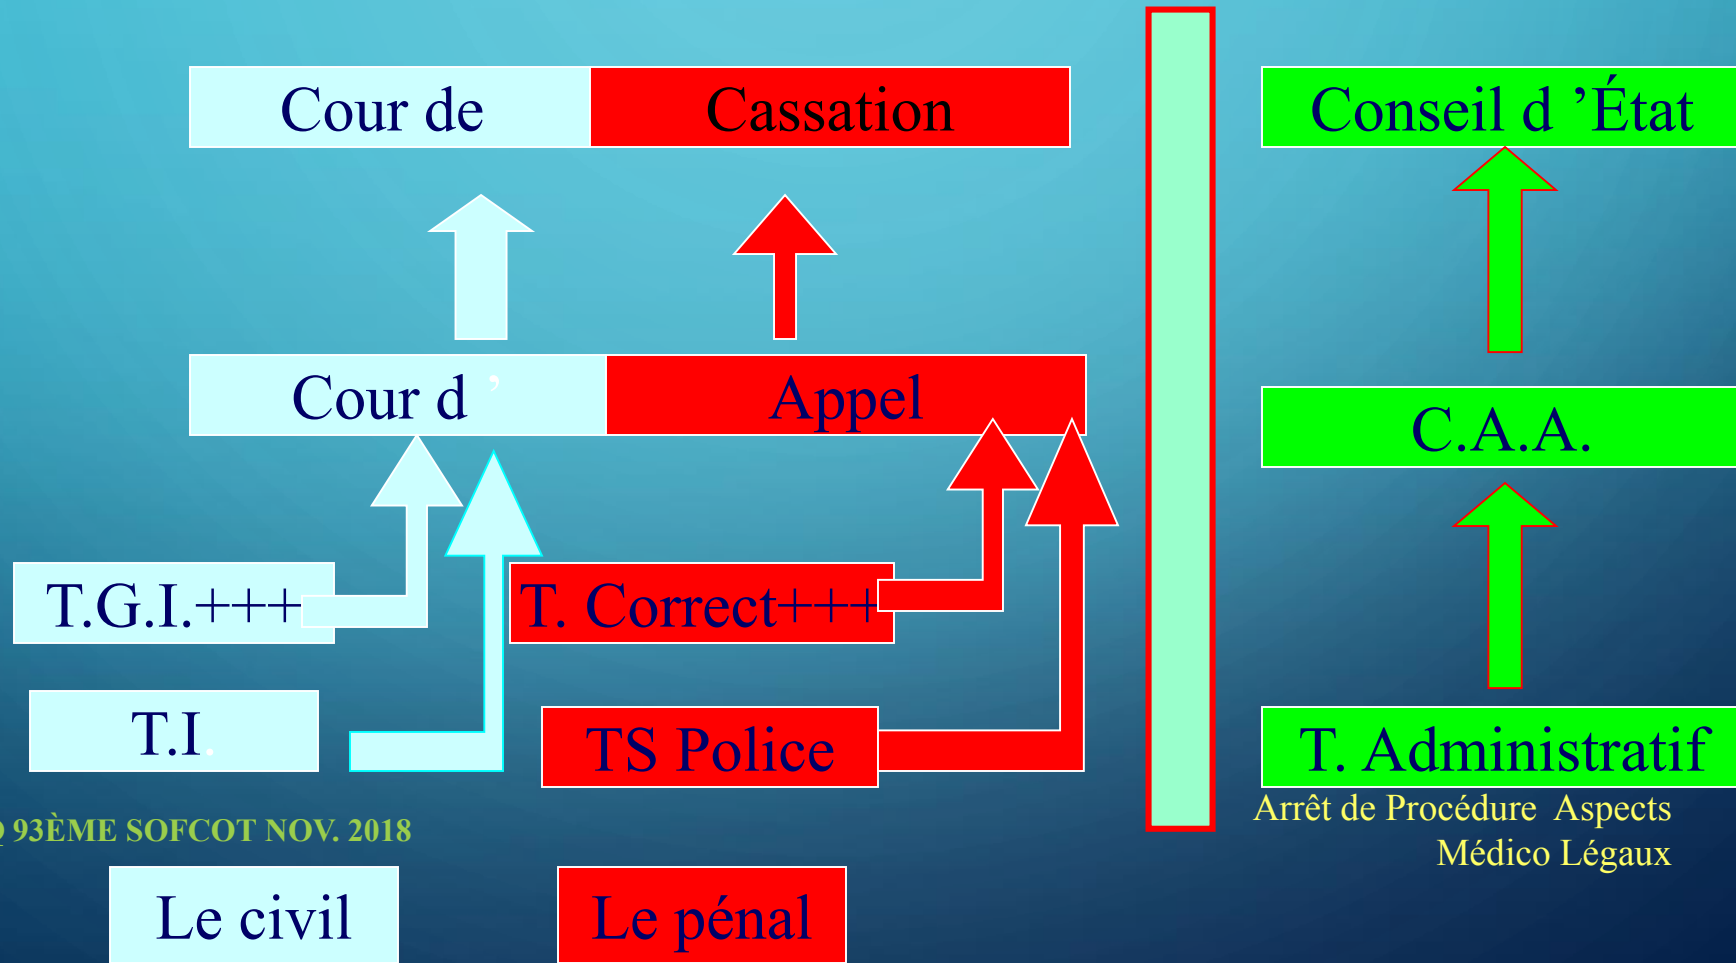 Cour de Cassation
Conseil d ’État
Cour d ’ Appel
C.A.A.
T.G.I.+++
T. Correct+++
T.I.
TS Police
T. Administratif
Arrêt de Procédure Aspects
Médico Légaux
93ÈME SOFCOT NOV. 2018
Le civil
Le pénal